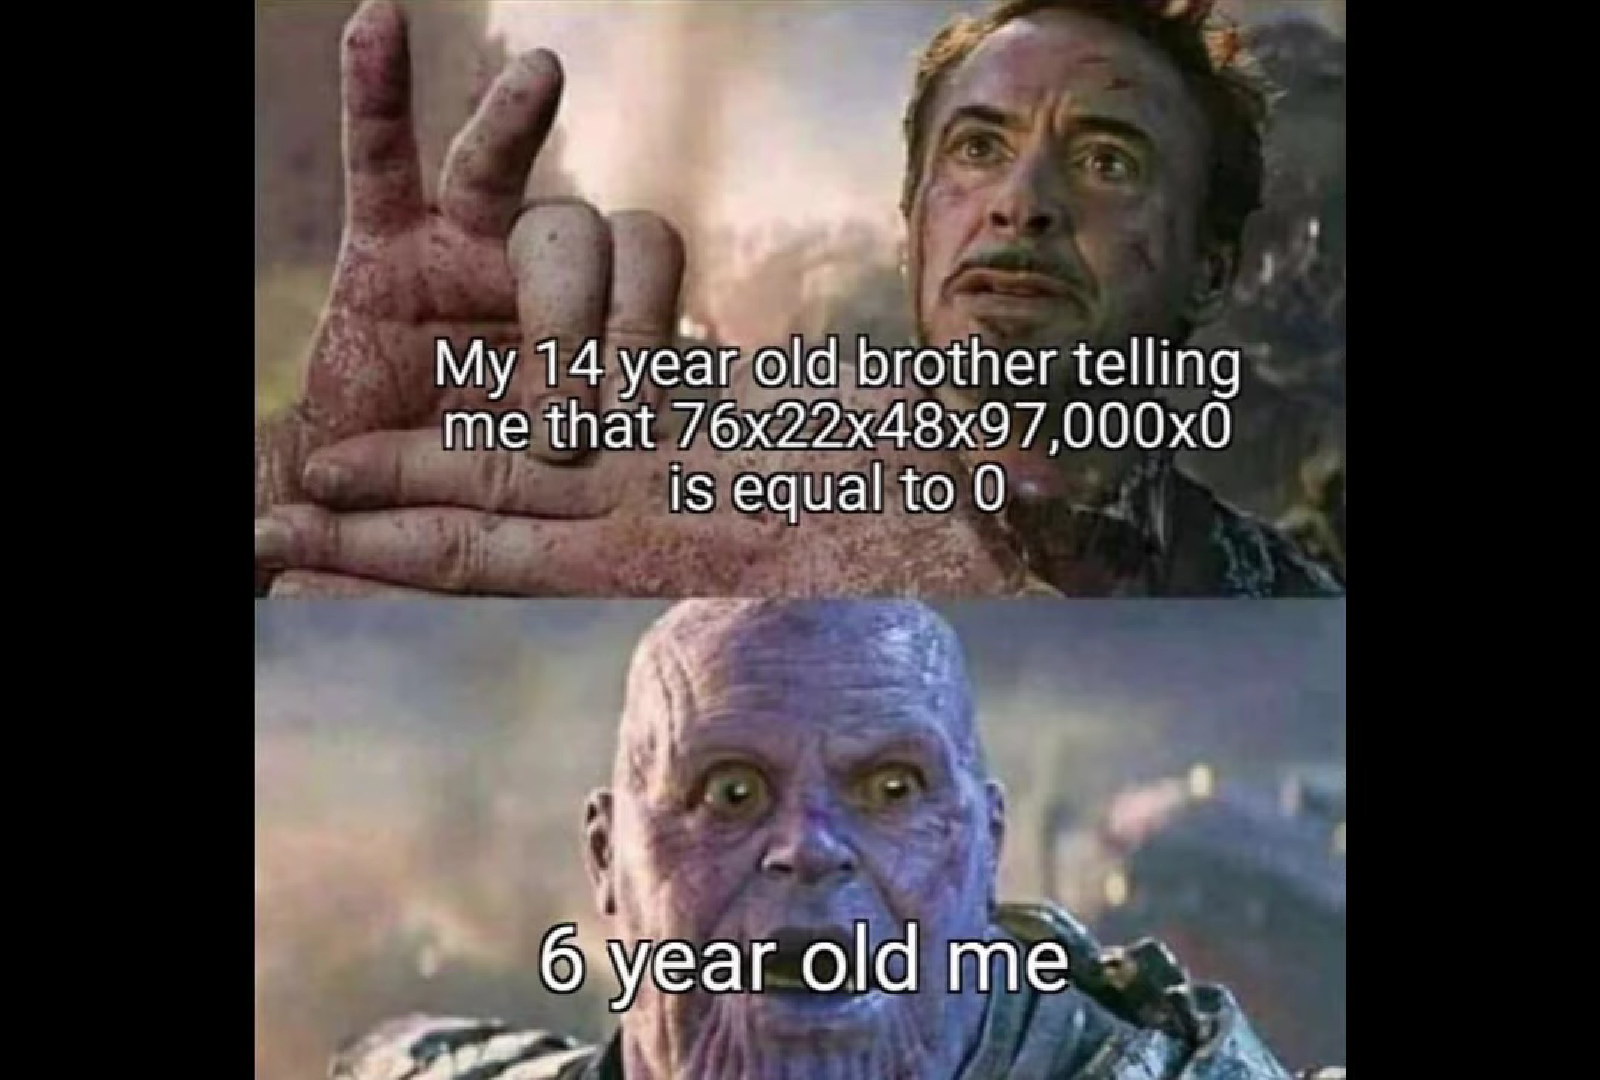 My 14 year old brother telling
me that 76x22x48x97,000x0
is equal to 0
6 year old me